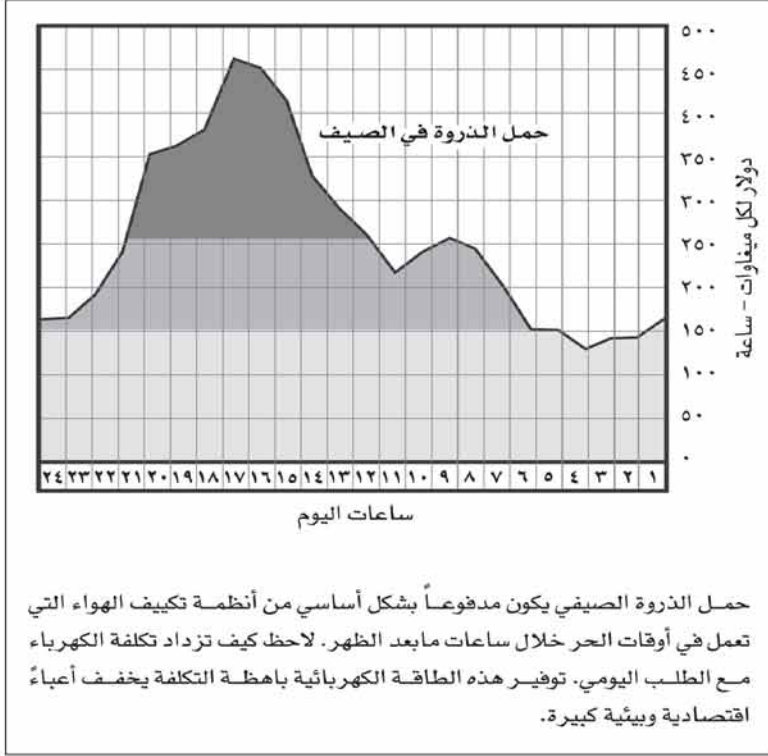 ٥٠٠
٤٥٠
٤٠٠
٣٥٠
٣٠٠
٢٥٠
٢٠٠
١٥٠
١٠٠
٥٠
٠
دولار لكل ميغاوات - ساعة
حمل الذروة في الصيف
١ ٢ ٣ ٤ ٥ ٦ ٧ ٨ ٩ ١٠ ١١ ١٢ ١٣ ١٤ ١٥ ١٦ ١٧ ١٨ ١٩ ٢٠ ٢١ ٢٢ ٢٣ ٢٤
ساعات اليوم
حمل الذروة الصيفي يكون مدفوعاً بشكل أساسي من أنظمة تكييف الهواء التي
تعمل في أوقات الحر خلال ساعات مابعد الظهر. لاحظ كيف تزداد تكلفة الكهرباء
مع الطلب اليومي. توفير هذه الطاقة الكهربائية باهظة التكلفة يخفف أعباءً
اقتصادية وبيئية كبيرة.